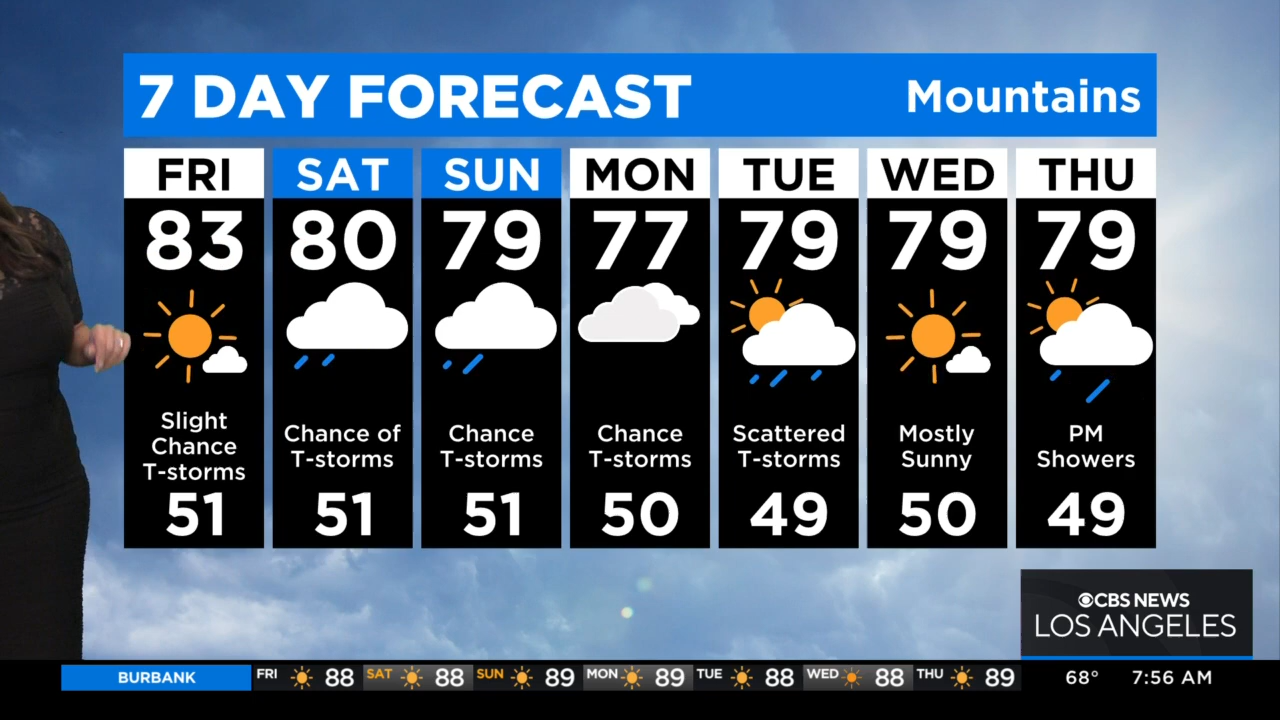 7 DAY FORECAST
Mountains
FRI
83
Slight
Chance
T-storms
51
SAT
80
Chance of
T-storms
51
SUN
79
Chance
T-storms
51
MON
77
Chance
T-storms
50
TUE
79
Scattered
T-storms
49
WED
79
Mostly
Sunny
50
THU
79
PM
Showers
49
CBS NEWS
LOS ANGELES
BURBANK FRI 88 SAT 88 SUN 89 MON 89 TUE 88 WED 88 THU 89 68° 7:56 AM